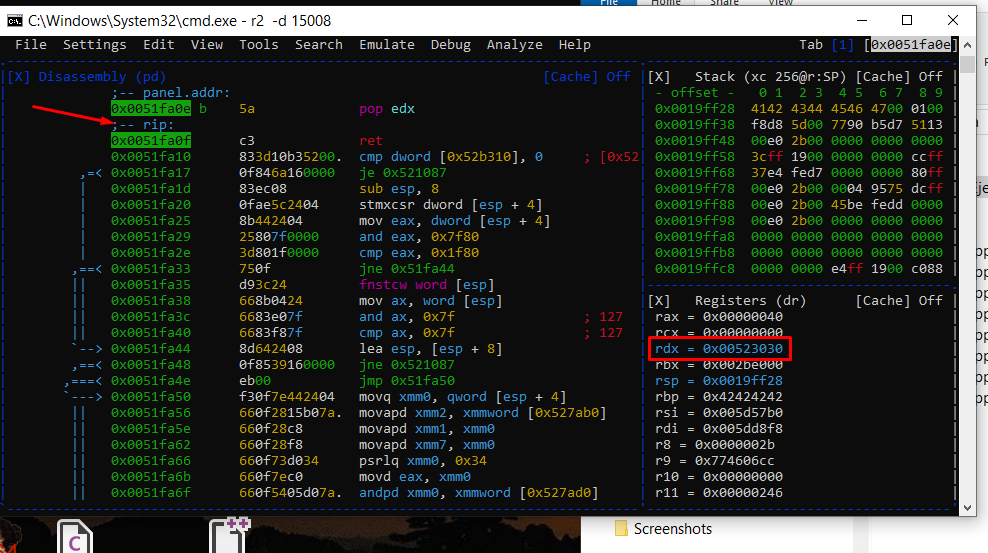 C:\Windows\System32\cmd.exe - r2 -d 15008
File Settings Edit View Tools Search Emulate Debug Analyze Help Tab [1] [0x0051fa0e]
[X] Disassembly (pd) [Cache] Off
;-- panel.addr:
0x0051fa0e b 5a pop edx
;-- rip:
0x0051fa0f c3 ret
0x0051fa10 833d10b35200. cmp dword [0x52b310], 0 ; [0x52
,=< 0x0051fa17 0f846a160000 je 0x521087
| 0x0051fa1d 83ec08 sub esp, 8
| 0x0051fa20 0fae5c2404 stmxcsr dword [esp + 4]
| 0x0051fa25 8b442404 mov eax, dword [esp + 4]
| 0x0051fa29 25807f0000 and eax, 0x7f80
| 0x0051fa2e 3d801f0000 cmp eax, 0x1f80
,==< 0x0051fa33 750f jne 0x51fa44
|| 0x0051fa35 d93c24 fnstcw word [esp]
|| 0x0051fa38 668b0424 mov ax, word [esp]
|| 0x0051fa3c 6683e07f and ax, 0x7f ; 127
|| 0x0051fa40 6683f87f cmp ax, 0x7f ; 127
`--> 0x0051fa44 8d642408 lea esp, [esp + 8]
,==< 0x0051fa48 0f8539160000 jne 0x521087
,===< 0x0051fa4e eb00 jmp 0x51fa50
`---> 0x0051fa50 f30f7e442404 movq xmm0, qword [esp + 4]
|| 0x0051fa56 660f2815b07a. movapd xmm2, xmmword [0x527ab0]
|| 0x0051fa5e 660f28c8 movapd xmm1, xmm0
|| 0x0051fa62 660f28f8 movapd xmm7, xmm0
|| 0x0051fa66 660f73d034 psrlq xmm0, 0x34
|| 0x0051fa6b 660f7ec0 movd eax, xmm0
|| 0x0051fa6f 660f5405d07a. andpd xmm0, xmmword [0x527ad0]
[X] Stack (xc 256@r:SP) [Cache] Off
- offset - 0 1 2 3 4 5 6 7 8 9
0x0019ff28 4142 4344 4546 4700 0100
0x0019ff38 f8d8 5d00 7790 b5d7 5113
0x0019ff48 00e0 2b00 0000 0000 0000
0x0019ff58 3cff 1900 0000 0000 ccff
0x0019ff68 37e4 fed7 0000 0000 80ff
0x0019ff78 00e0 2b00 0004 9575 dcff
0x0019ff88 00e0 2b00 45be fedd 0000
0x0019ff98 00e0 2b00 0000 0000 0000
0x0019ffa8 0000 0000 0000 0000 0000
0x0019ffb8 0000 0000 0000 0000 0000
0x0019ffc8 0000 0000 e4ff 1900 c088
[X] Registers (dr) [Cache] Off
rax = 0x00000040
rcx = 0x00000000
rdx = 0x00523030
rbx = 0x002be000
rsp = 0x0019ff28
rbp = 0x42424242
rsi = 0x005d57b0
rdi = 0x005dd8f8
r8 = 0x0000002b
r9 = 0x774606cc
r10 = 0x00000000
r11 = 0x00000246
Screenshots
C
++